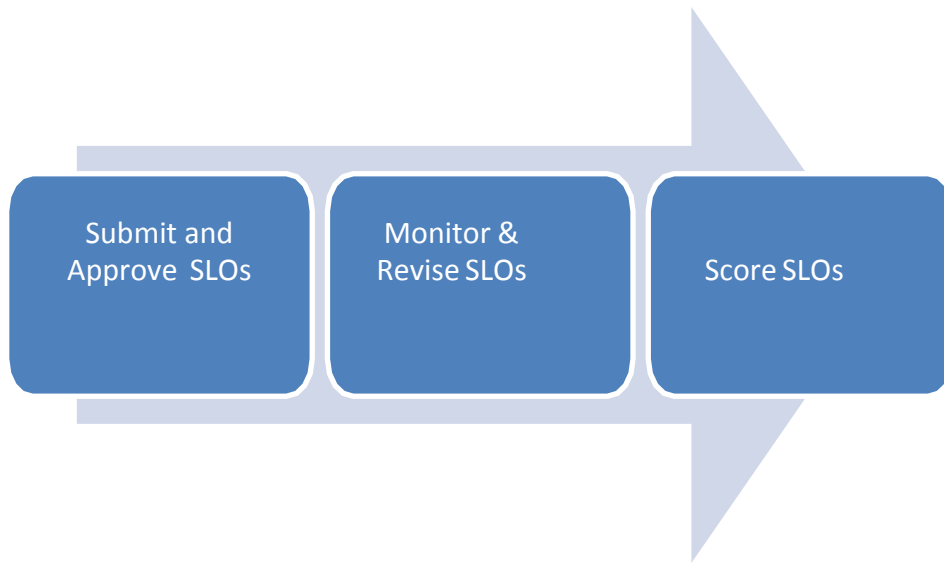 Submit and
Approve SLOs
Monitor &
Revise SLOs
Score SLOs